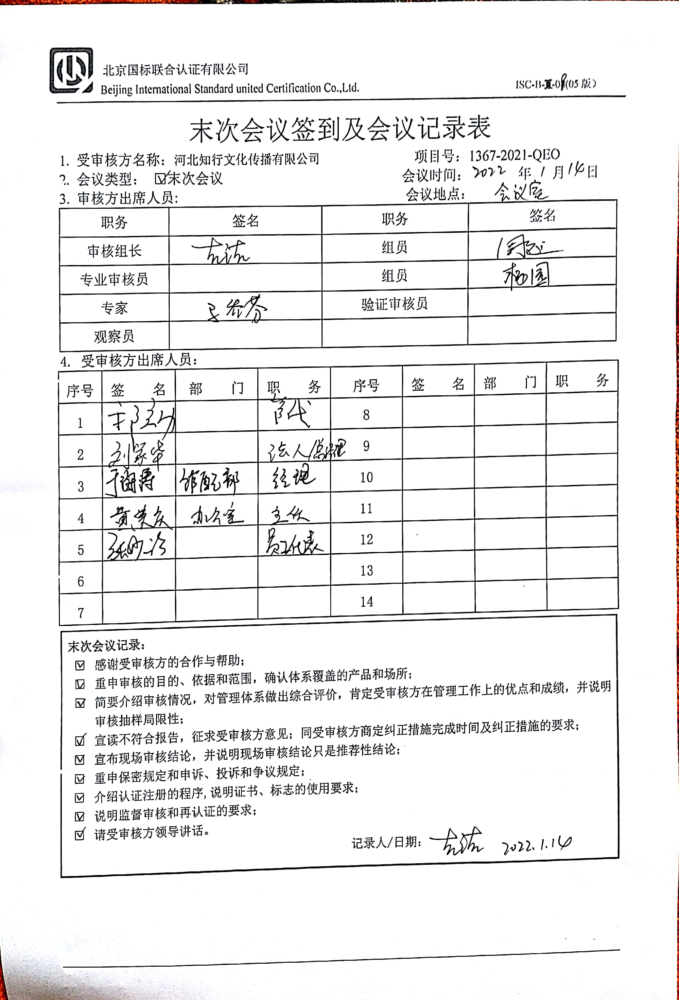 北京国标联合认证有限公司
Beijing International Standard united Certification Co.,Ltd.
ISC-B-II-08(05版)
末次会议签到及会议记录表
1. 受审核方名称：河北知行文化传播有限公司 项目号：1367-2021-QEO
2. 会议类型： ☑末次会议 会议时间：2022 年 1 月 14 日
3. 审核方出席人员： 会议地点：会议室
职务 签名 职务 签名
审核组长 组员
专业审核员 组员 杨园
专家 验证审核员
观察员
4. 受审核方出席人员：
序号 签 名 部 门 职 务 序号 签 名 部 门 职 务
1 管代 8
2 法人/总经理 9
3 部 经理 10
4 办公室 主任 11
5 员工代表 12
6 13
7 14
末次会议记录：
☑ 感谢受审核方的合作与帮助；
☑ 重申审核的目的、依据和范围，确认体系覆盖的产品和场所；
☑ 简要介绍审核情况，对管理体系做出综合评价，肯定受审核方在管理工作上的优点和成绩，并说明
审核抽样局限性；
☑ 宣读不符合报告，征求受审核方意见；同受审核方商定纠正措施完成时间及纠正措施的要求；
☑ 宣布现场审核结论，并说明现场审核结论只是推荐性结论；
☑ 重申保密规定和申诉、投诉和争议规定；
☑ 介绍认证注册的程序,说明证书、标志的使用要求；
☑ 说明监督审核和再认证的要求；
☑ 请受审核方领导讲话。
记录人/日期： 2022.1.14